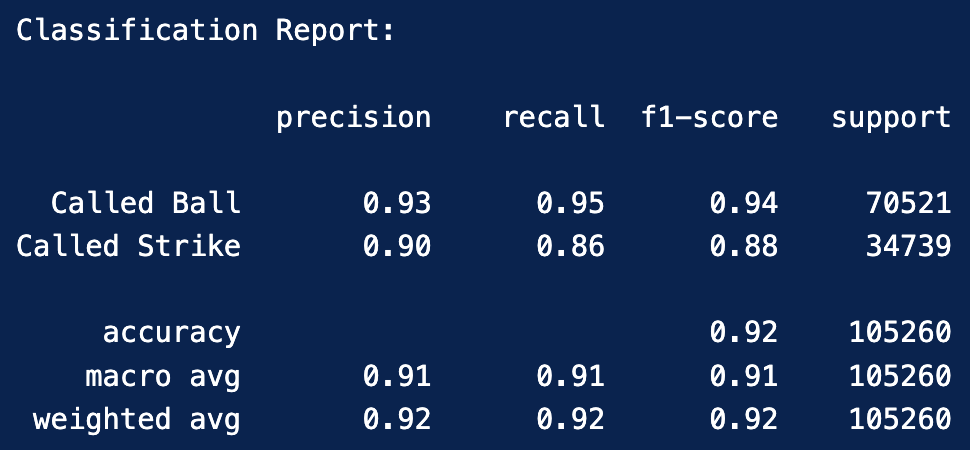 Classification Report:
precision recall f1-score support
Called Ball 0.93 0.95 0.94 70521
Called Strike 0.90 0.86 0.88 34739
accuracy 0.92 105260
macro avg 0.91 0.91 0.91 105260
weighted avg 0.92 0.92 0.92 105260